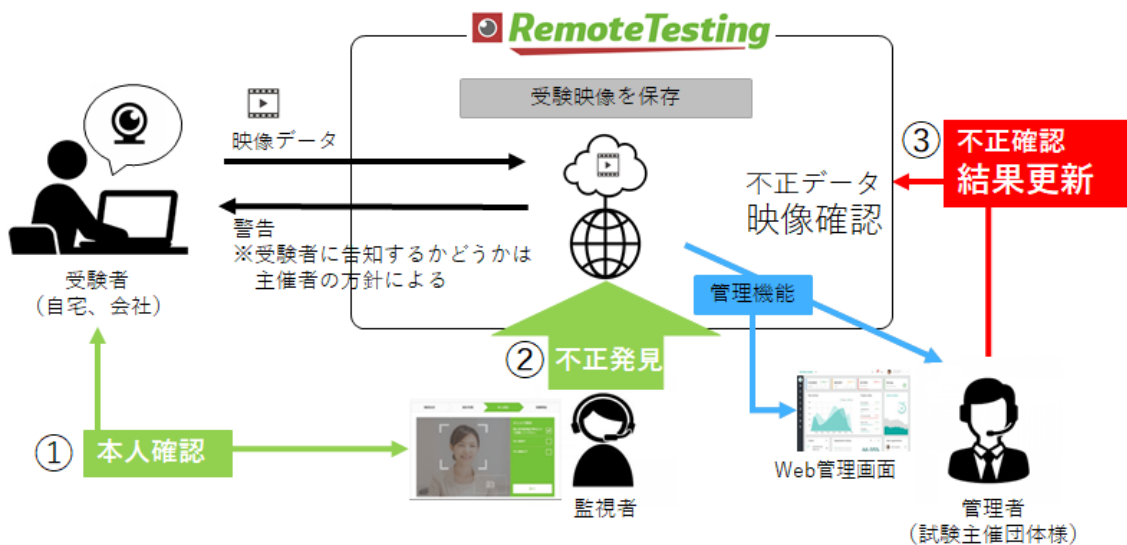 RemoteTesting
受験映像を保存
映像データ
警告
※受験者に告知するかどうかは
主催者の方針による
不正データ
映像確認
③
不正確認
結果更新
受験者
（自宅、会社）
管理機能
② 不正発見
① 本人確認
監視者
Web管理画面
管理者
（試験主催団体様）